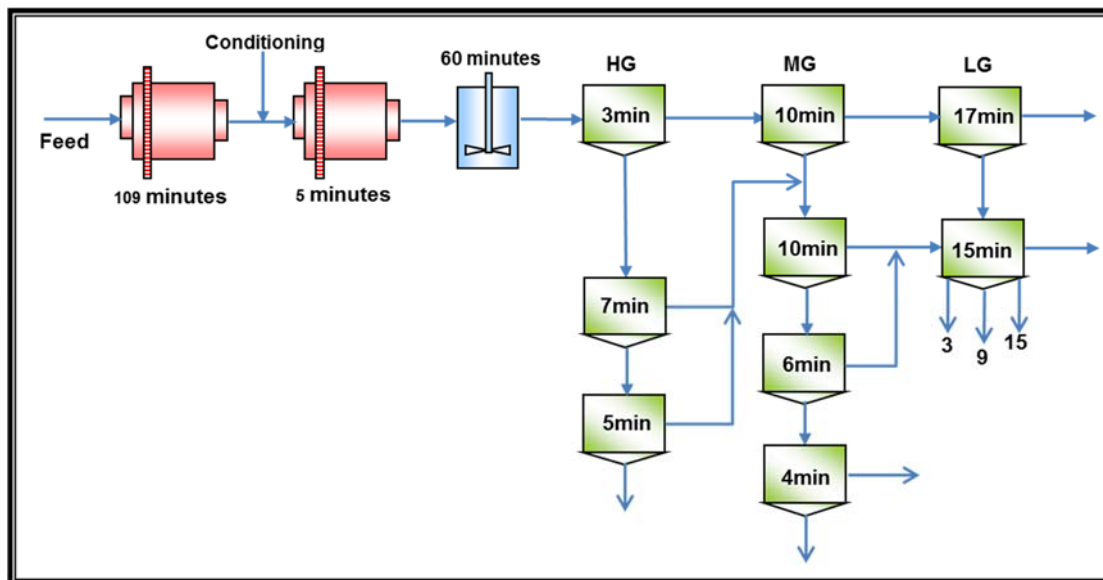 Conditioning
60 minutes
HG
MG
LG
3min
10min
17min
Feed
109 minutes
5 minutes
10min
15min
7min
3
9
15
6min
5min
4min